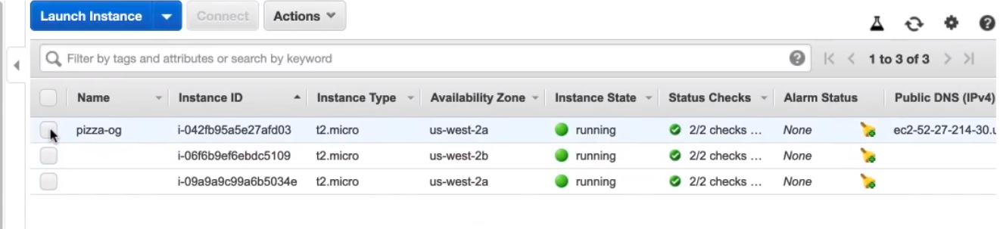 Launch Instance Connect Actions
Filter by tags and attributes or search by keyword 1 to 3 of 3
Name Instance ID Instance Type Availability Zone Instance State Status Checks Alarm Status Public DNS (IPv4)
pizza-og i-042fb95a5e27afd03 t2.micro us-west-2a running 2/2 checks ... None ec2-52-27-214-30.u
i-06f6b9ef6ebdc5109 t2.micro us-west-2b running 2/2 checks ... None
i-09a9a9c99a6b5034e t2.micro us-west-2a running 2/2 checks ... None